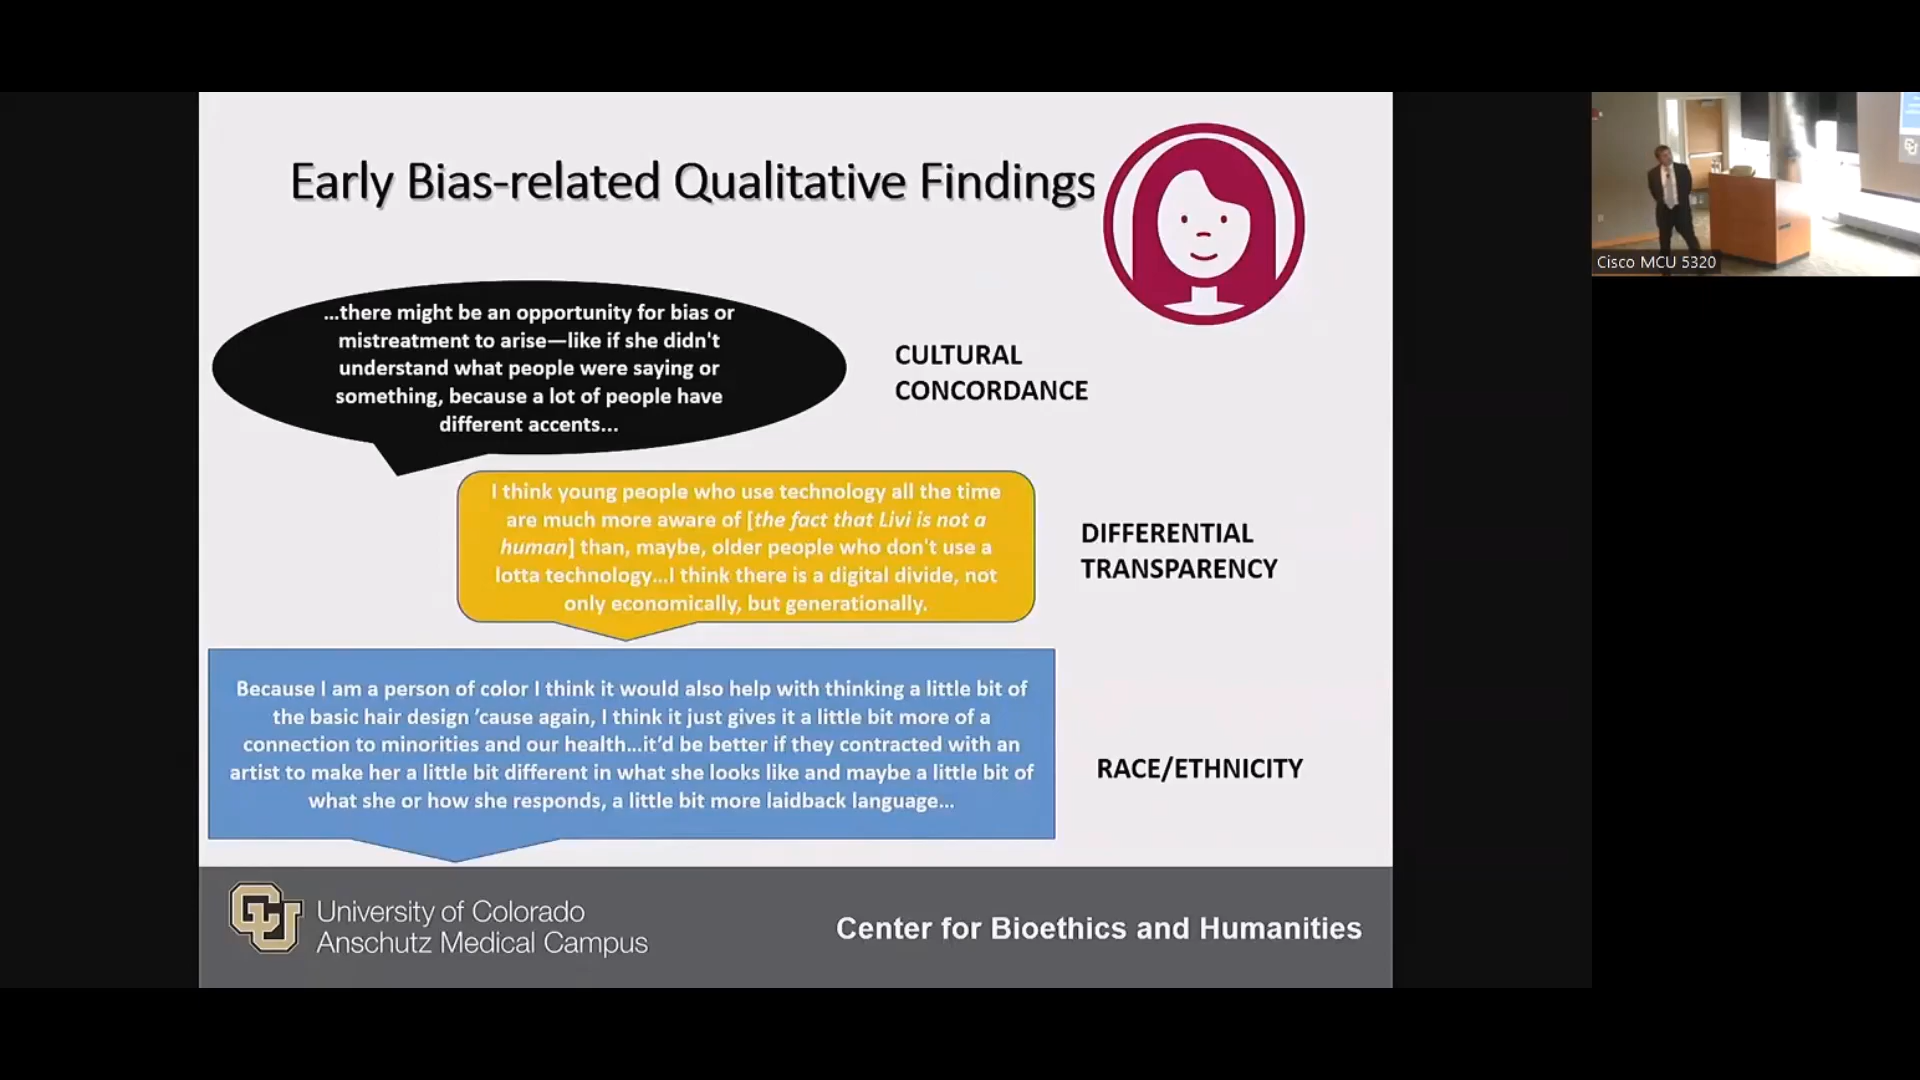 Early Bias-related Qualitative Findings
...there might be an opportunity for bias or
mistreatment to arise—like if she didn't
understand what people were saying or
something, because a lot of people have
different accents...
CULTURAL
CONCORDANCE
I think young people who use technology all the time
are much more aware of [the fact that Livi is not a
human] than, maybe, older people who don't use a
lotta technology...I think there is a digital divide, not
only economically, but generationally.
DIFFERENTIAL
TRANSPARENCY
Because I am a person of color I think it would also help with thinking a little bit of
the basic hair design ’cause again, I think it just gives it a little bit more of a
connection to minorities and our health...it’d be better if they contracted with an
artist to make her a little bit different in what she looks like and maybe a little bit of
what she or how she responds, a little bit more laidback language...
RACE/ETHNICITY
CU
University of Colorado
Anschutz Medical Campus
Center for Bioethics and Humanities
Cisco MCU 5320